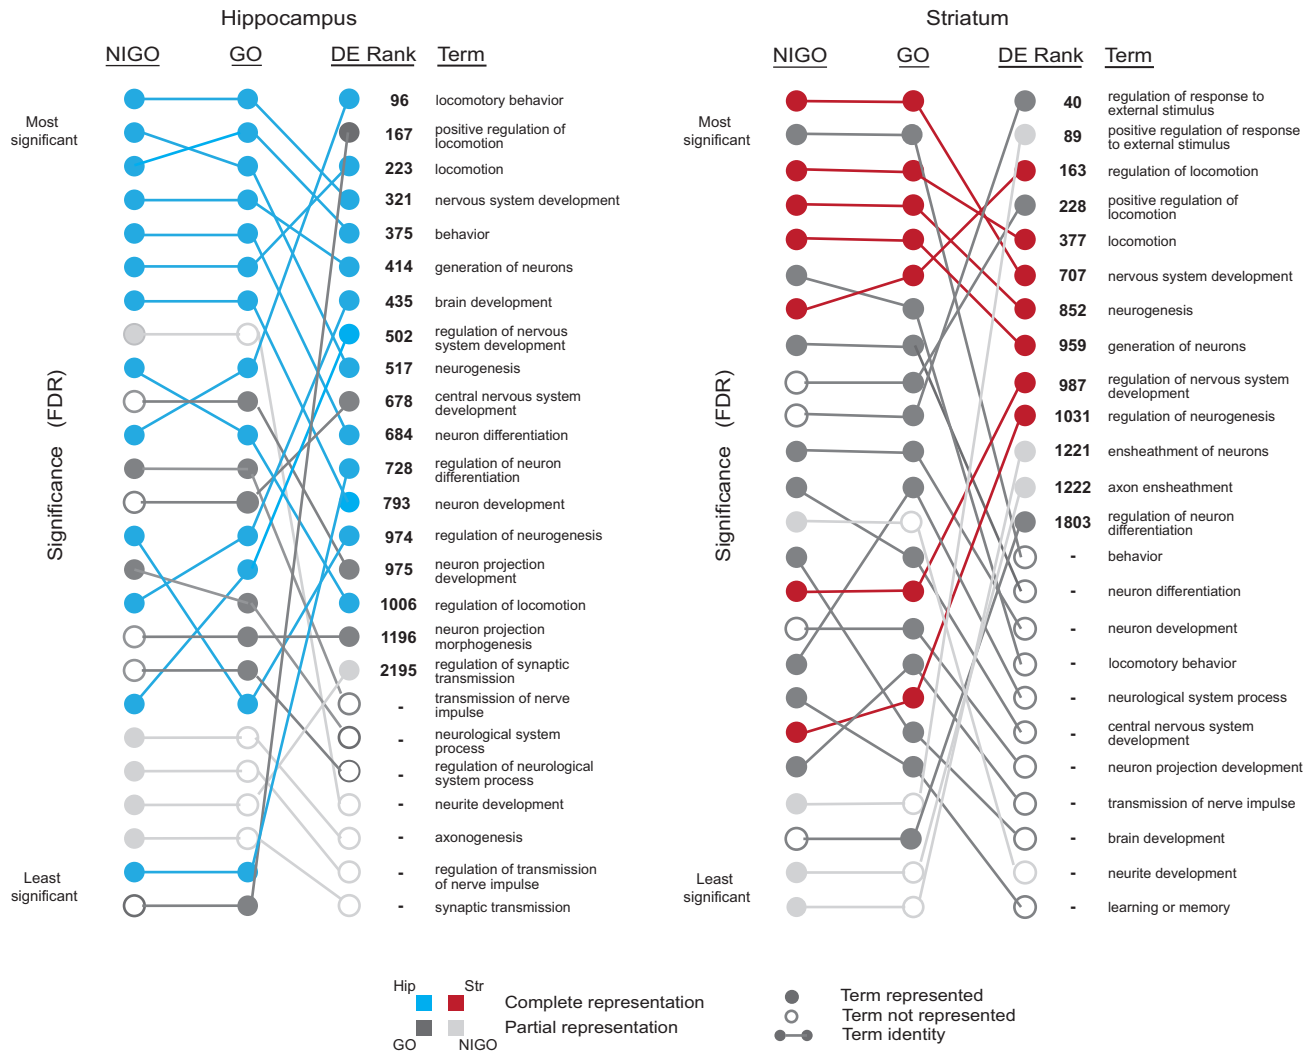 Hippocampus
NIGO GO DE Rank Term
Most
significant
Significance (FDR)
Least
significant
96 locomotory behavior
167 positive regulation of
locomotion
223 locomotion
321 nervous system development
375 behavior
414 generation of neurons
435 brain development
502 regulation of nervous
system development
517 neurogenesis
678 central nervous system
development
684 neuron differentiation
728 regulation of neuron
differentiation
793 neuron development
974 regulation of neurogenesis
975 neuron projection
development
1006 regulation of locomotion
1196 neuron projection
morphogenesis
2195 regulation of synaptic
transmission
- transmission of nerve
impulse
- neurological system
process
- regulation of neurological
system process
- neurite development
- axonogenesis
- regulation of transmission
of nerve impulse
- synaptic transmission
Striatum
NIGO GO DE Rank Term
Most
significant
Significance (FDR)
Least
significant
40 regulation of response to
external stimulus
89 positive regulation of response
to external stimulus
163 regulation of locomotion
228 positive regulation of
locomotion
377 locomotion
707 nervous system development
852 neurogenesis
959 generation of neurons
987 regulation of nervous system
development
1031 regulation of neurogenesis
1221 ensheathment of neurons
1222 axon ensheathment
1803 regulation of neuron
differentiation
- behavior
- neuron differentiation
- neuron development
- locomotory behavior
- neurological system process
- central nervous system
development
- neuron projection development
- transmission of nerve impulse
- brain development
- neurite development
- learning or memory
Hip Str
Complete representation
Partial representation
GO NIGO
Term represented
Term not represented
Term identity